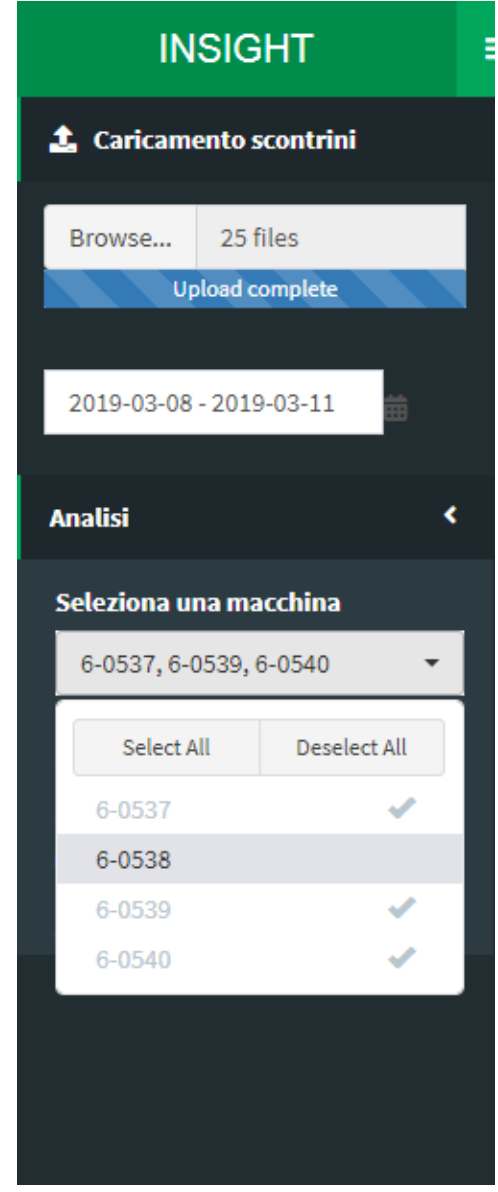 INSIGHT
Caricamento scontrini
Browse... 25 files
Upload complete
2019-03-08 - 2019-03-11
Analisi
Seleziona una macchina
6-0537, 6-0539, 6-0540
Select All Deselect All
6-0537
6-0538
6-0539
6-0540